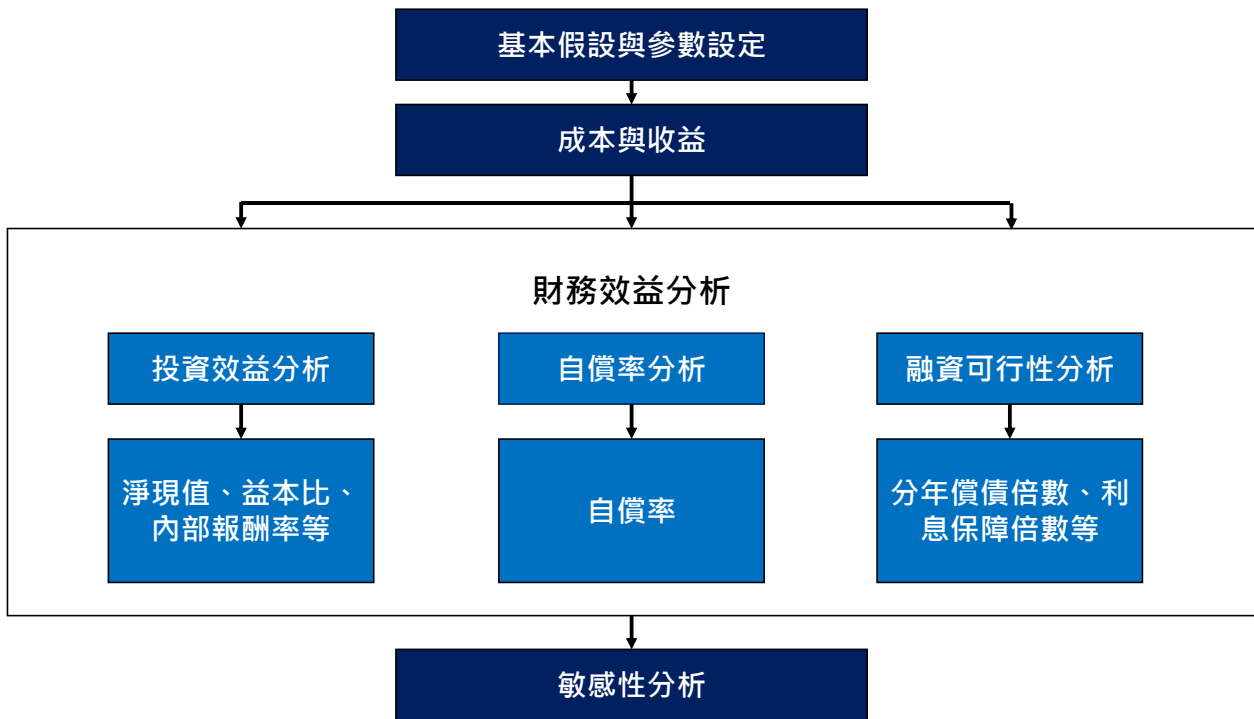 基本假設與參數設定
成本與收益
財務效益分析
投資效益分析
自償率分析
融資可行性分析
淨現值、益本比、
內部報酬率等
自償率
分年償債倍數、利
息保障倍數等
敏感性分析